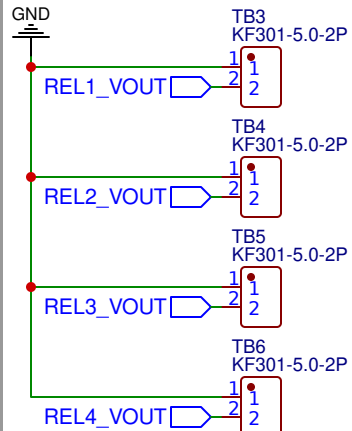 GND
TB3
KF301-5.0-2P
1
1
REL1_VOUT
2
2
TB4
KF301-5.0-2P
1
1
REL2_VOUT
2
2
TB5
KF301-5.0-2P
1
1
REL3_VOUT
2
2
TB6
KF301-5.0-2P
1
1
REL4_VOUT
2
2